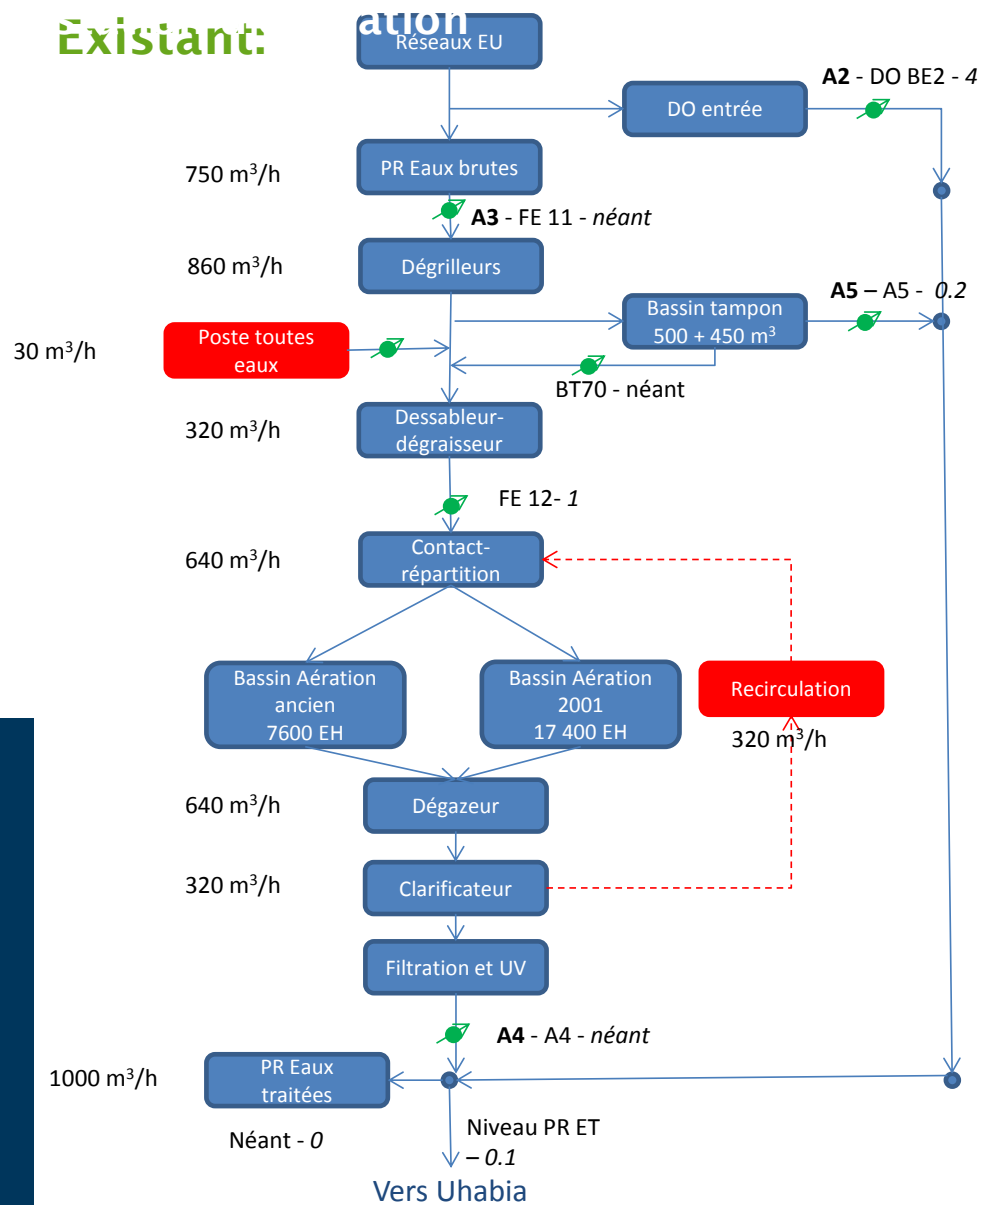 Existant:
ation
Réseaux EU
A2 - DO BE2 - 4
DO entrée
750 m³/h
PR Eaux brutes
A3 - FE 11 - néant
860 m³/h
Dégrilleurs
A5 – A5 - 0.2
Bassin tampon
500 + 450 m³
30 m³/h
Poste toutes
eaux
BT70 - néant
320 m³/h
Dessableur-
dégraisseur
FE 12- 1
640 m³/h
Contact-
répartition
Bassin Aération
ancien
7600 EH
Bassin Aération
2001
17 400 EH
Recirculation
320 m³/h
640 m³/h
Dégazeur
320 m³/h
Clarificateur
Filtration et UV
A4 - A4 - néant
1000 m³/h
PR Eaux
traitées
Néant - 0
Niveau PR ET
– 0.1
Vers Uhabia